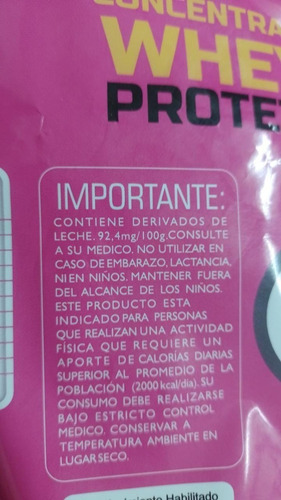 CONCENTRA
WHEY
PROTE
IMPORTANTE:
CONTIENE DERIVADOS DE
LECHE. 92,4mg/100g.CONSULTE
A SU MEDICO. NO UTILIZAR EN
CASO DE EMBARAZO, LACTANCIA,
NI EN NIÑOS. MANTENER FUERA
DEL ALCANCE DE LOS NIÑOS.
ESTE PRODUCTO ESTA
INDICADO PARA PERSONAS
QUE REALIZAN UNA ACTIVIDAD
FÍSICA QUE REQUIERE UN
APORTE DE CALORÍAS DIARIAS
SUPERIOR AL PROMEDIO DE LA
POBLACIÓN (2000 kcal/dia). SU
CONSUMO DEBE REALIZARSE
BAJO ESTRICTO CONTROL
MEDICO. CONSERVAR A
TEMPERATURA AMBIENTE EN
LUGAR SECO.
Habilitado